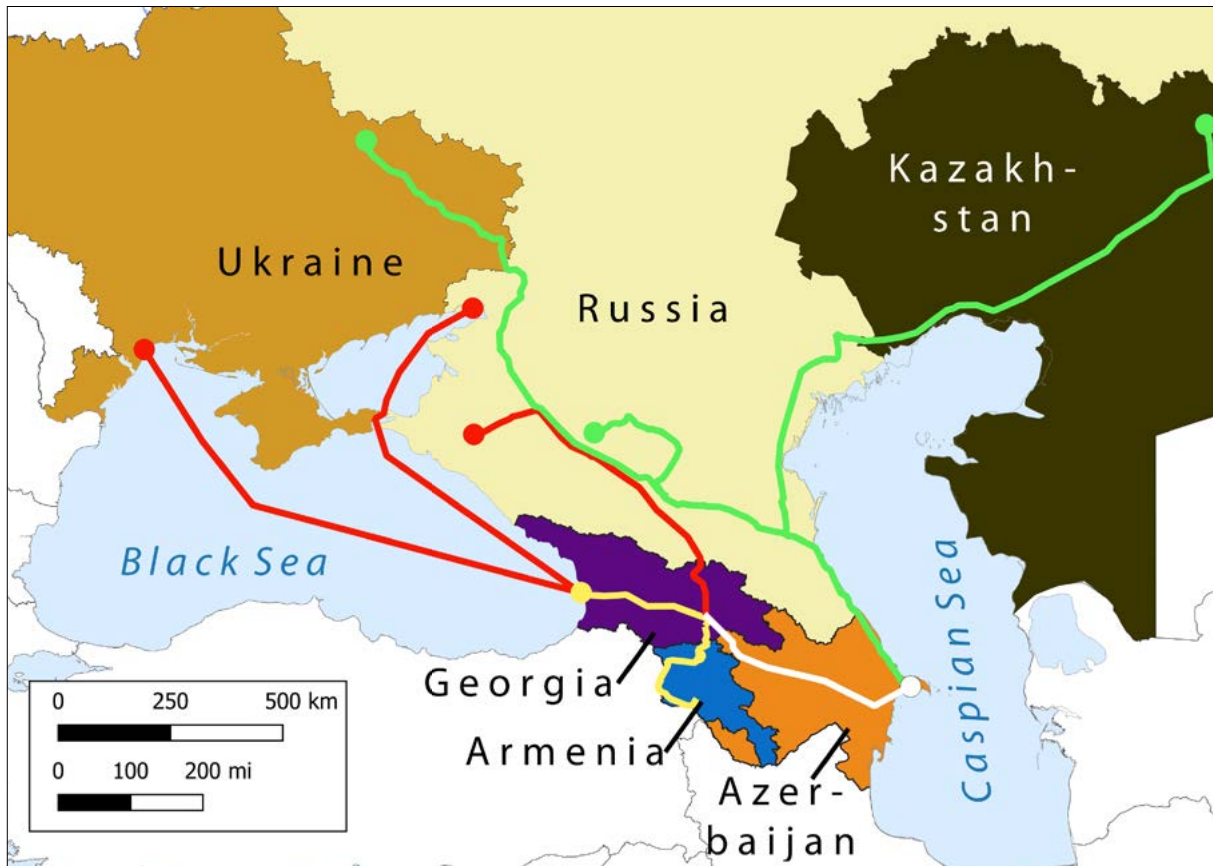 Kazakh-
stan
Ukraine
Russia
Black Sea
Caspian Sea
Georgia
Armenia
Azer-
baijan
0 250 500 km
0 100 200 mi